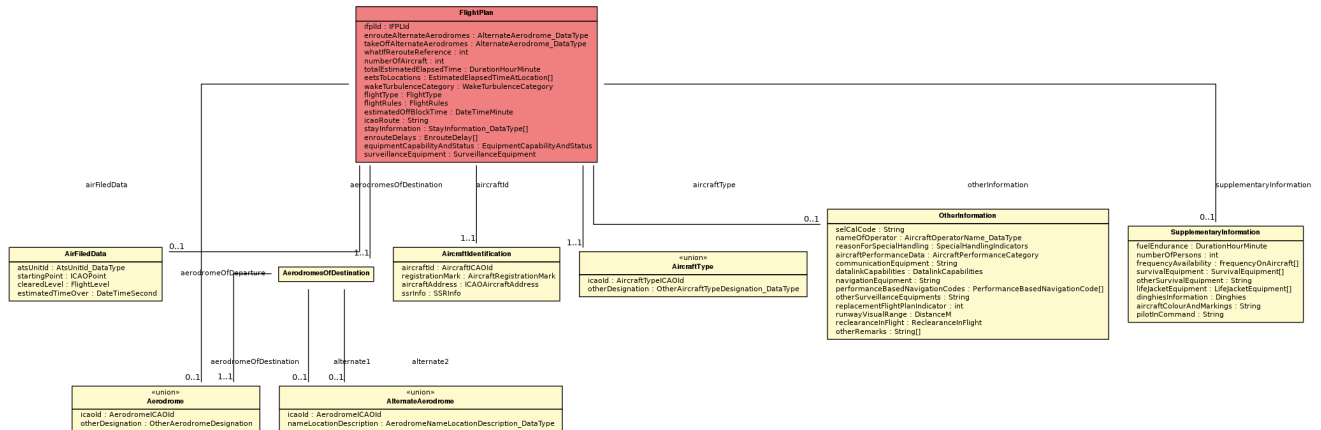 FlightPlan
ifplId : IFPLId
enrouteAlternateAerodromes : AlternateAerodrome_DataType
takeOffAlternateAerodromes : AlternateAerodrome_DataType
whatIfRerouteReference : int
numberOfAircraft : int
totalEstimatedElapsedTime : DurationHourMinute
eetsToLocations : EstimatedElapsedTimeAtLocation[]
wakeTurbulenceCategory : WakeTurbulenceCategory
flightType : FlightType
flightRules : FlightRules
estimatedOffBlockTime : DateTimeMinute
icaoRoute : String
stayInformation : StayInformation_DataType[]
enrouteDelays : EnrouteDelay[]
equipmentCapabilityAndStatus : EquipmentCapabilityAndStatus
surveillanceEquipment : SurveillanceEquipment
airFiledData
aerodromesOfDestination
aircraftId
aircraftType
otherInformation
supplementaryInformation
0..1
1..1
1..1
1..1
0..1
0..1
AirFiledData
atsUnitId : AtsUnitId_DataType
startingPoint : ICAOPoint
clearedLevel : FlightLevel
estimatedTimeOver : DateTimeSecond
aerodromeOfDeparture
AerodromesOfDestination
AircraftIdentification
aircraftId : AircraftICAOId
registrationMark : AircraftRegistrationMark
aircraftAddress : ICAOAircraftAddress
ssrInfo : SSRInfo
«union»
AircraftType
icaoId : AircraftTypeICAOId
otherDesignation : OtherAircraftTypeDesignation_DataType
OtherInformation
selCalCode : String
nameOfOperator : AircraftOperatorName_DataType
reasonForSpecialHandling : SpecialHandlingIndicators
aircraftPerformanceData : AircraftPerformanceCategory
communicationEquipment : String
datalinkCapabilities : DatalinkCapabilities
navigationEquipment : String
performanceBasedNavigationCodes : PerformanceBasedNavigationCode[]
otherSurveillanceEquipments : String
replacementFlightPlanIndicator : int
runwayVisualRange : DistanceM
reclearanceInFlight : ReclearanceInFlight
otherRemarks : String[]
SupplementaryInformation
fuelEndurance : DurationHourMinute
numberOfPersons : int
frequencyAvailability : FrequencyOnAircraft[]
survivalEquipment : SurvivalEquipment[]
otherSurvivalEquipment : String
lifeJacketEquipment : LifeJacketEquipment[]
dinghiesInformation : Dinghies
aircraftColourAndMarkings : String
pilotInCommand : String
aerodromeOfDestination
alternate1
alternate2
0..1
1..1
0..1
0..1
«union»
Aerodrome
icaoId : AerodromeICAOId
otherDesignation : OtherAerodromeDesignation
«union»
AlternateAerodrome
icaoId : AerodromeICAOId
nameLocationDescription : AerodromeNameLocationDescription_DataType